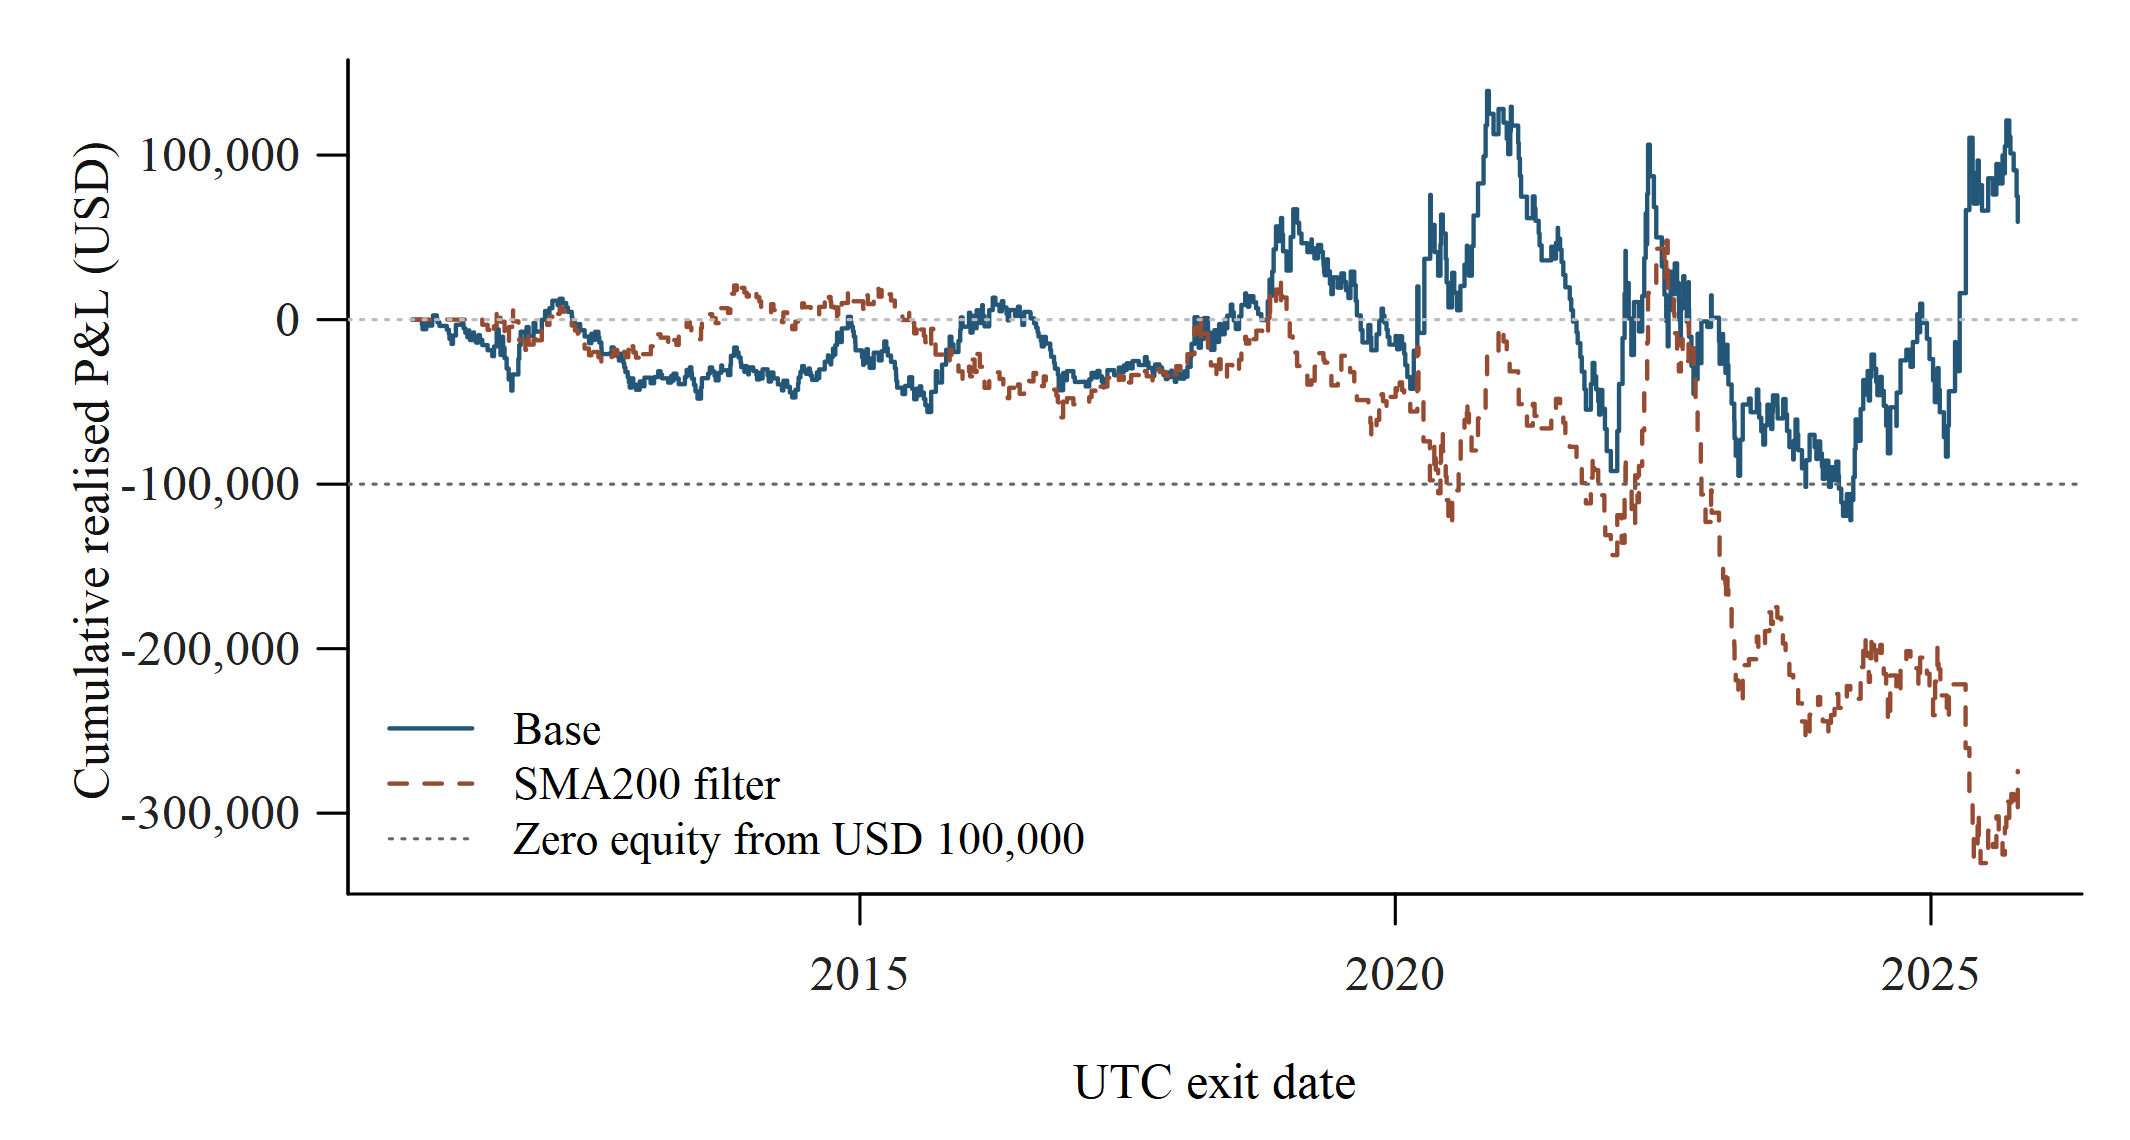 Cumulative realised P&L (USD)
100,000
0
-100,000
-200,000
-300,000
Base
SMA200 filter
Zero equity from USD 100,000
2015
2020
2025
UTC exit date